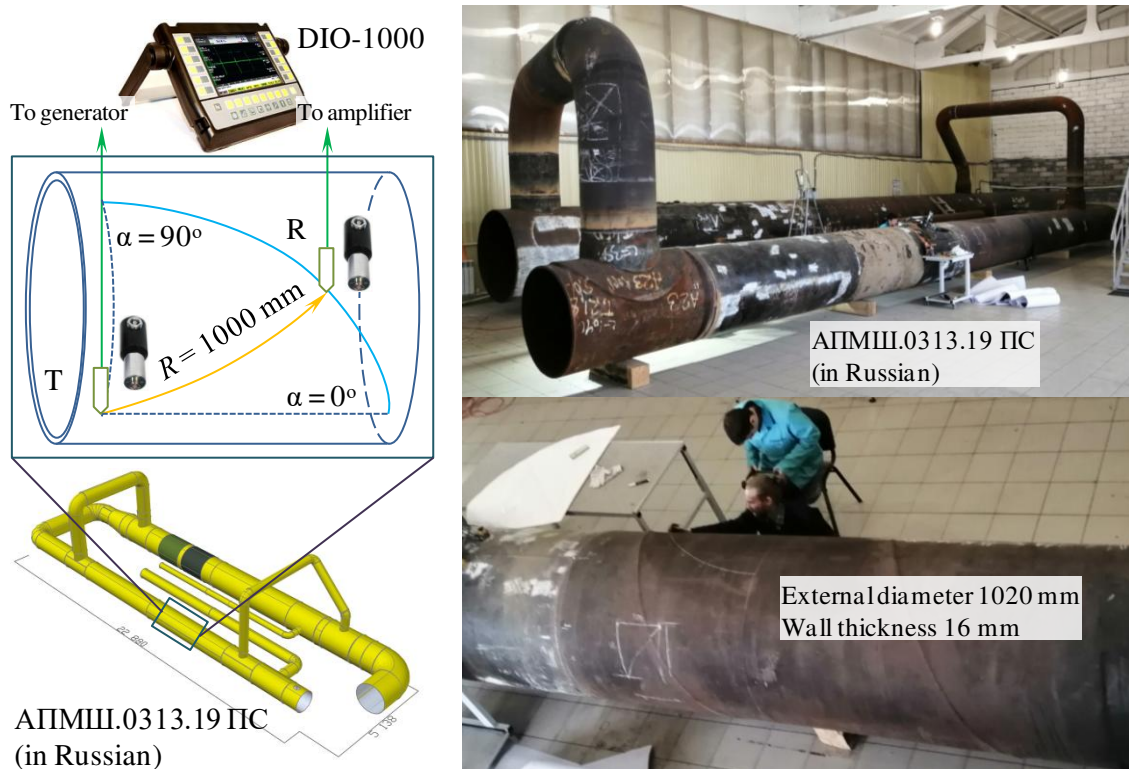 DIO-1000
To generator
To amplifier
α = 90°
R
T
R = 1000 mm
α = 0°
22 880
5 138
АПМШ.0313.19 ПС
(in Russian)
АПМШ.0313.19 ПС
(in Russian)
External diameter 1020 mm
Wall thickness 16 mm